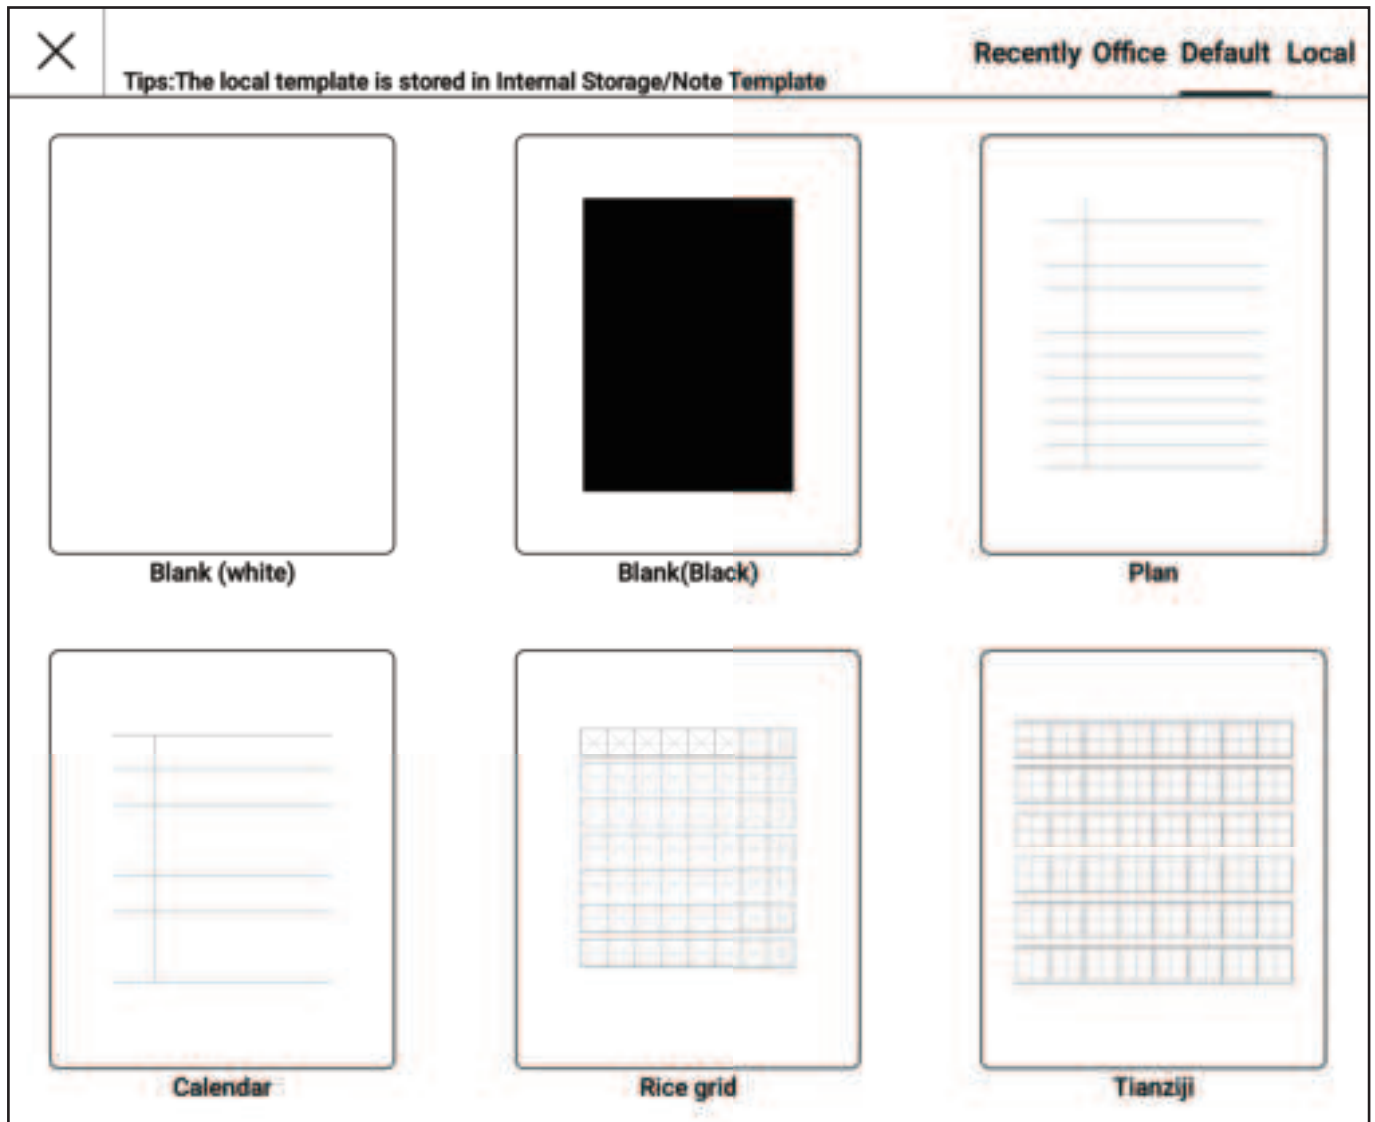 Recently Office Default Local
Tips:The local template is stored in Internal Storage/Note Template
Blank (white)
Blank(Black)
Plan
Calendar
Rice grid
Tianziji